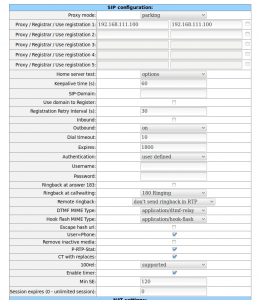 SIP configuration:
Proxy mode: parking
Proxy / Registrar / Use registration 1: 192.168.111.100 192.168.111.100
Proxy / Registrar / Use registration 2:
Proxy / Registrar / Use registration 3:
Proxy / Registrar / Use registration 4:
Proxy / Registrar / Use registration 5:
Home server test: options
Keepalive time (s): 60
SIP-Domain:
Use domain to Register:
Registration Retry Interval (s): 30
Inbound:
Outbound: on
Dial timeout: 10
Expires: 1800
Authentication: user defined
Username:
Password:
Ringback at answer 183:
Ringback at callwaiting: 180 Ringing
Remote ringback: don't send ringback in RTP
DTMF MIME Type: application/dtmf-relay
Hook flash MIME Type: application/hook-flash
Escape hash url:
User=Phone:
Remove inactive media:
P-RTP-Stat:
CT with replaces:
100rel: supported
Enable timer:
Min SE: 120
Session expires (0 - unlimited session): 0
NAT settings: